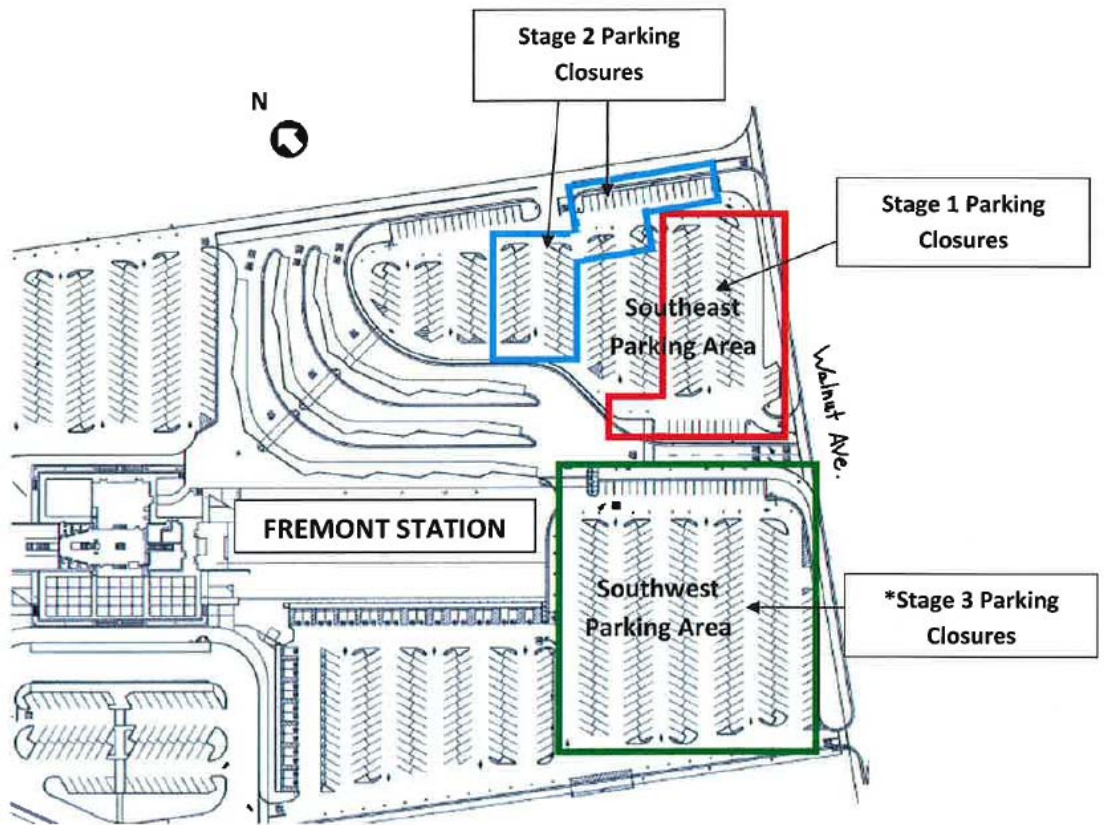 Stage 2 Parking
Closures
N
Stage 1 Parking
Closures
Southeast
Parking Area
Walnut Ave.
FREMONT STATION
Southwest
Parking Area
*Stage 3 Parking
Closures